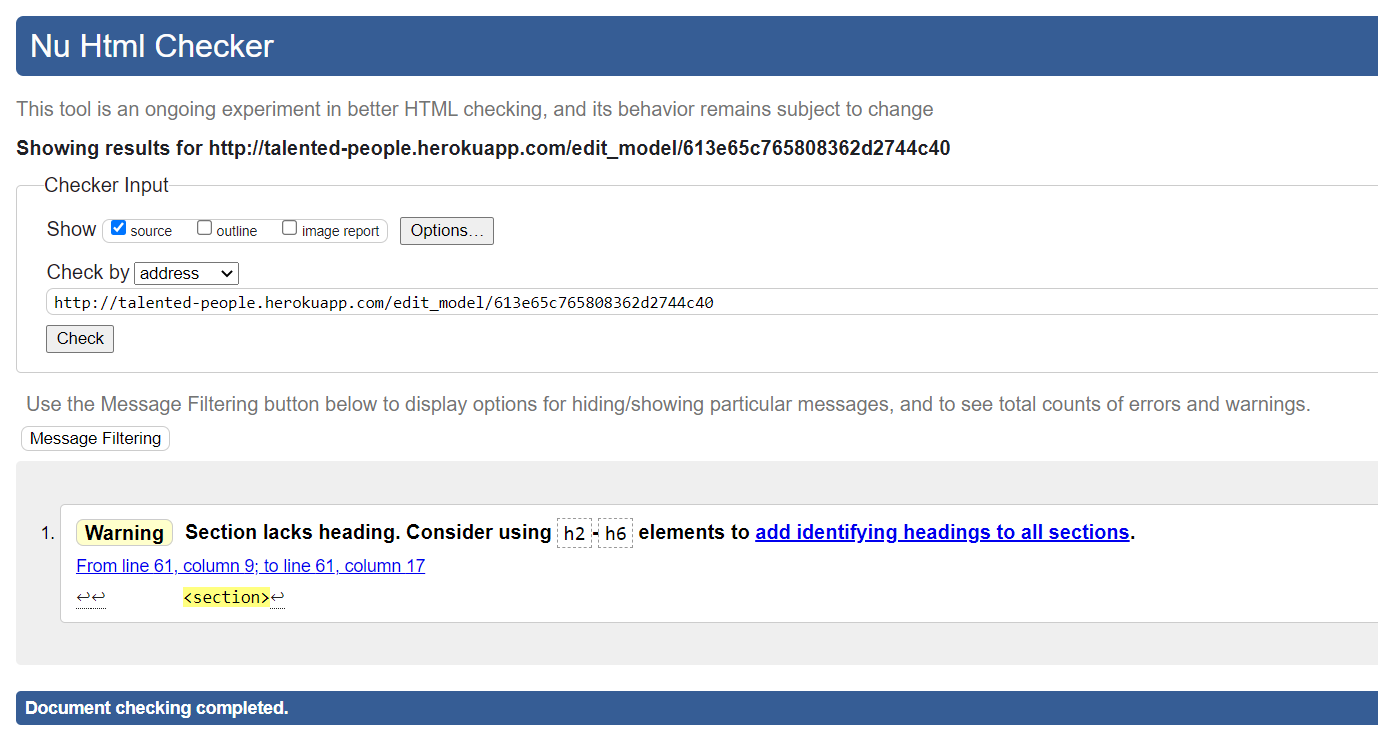 Nu Html Checker
This tool is an ongoing experiment in better HTML checking, and its behavior remains subject to change
Showing results for http://talented-people.herokuapp.com/edit_model/613e65c765808362d2744c40
Checker Input
Show source outline image report Options...
Check by address
http://talented-people.herokuapp.com/edit_model/613e65c765808362d2744c40
Check
Use the Message Filtering button below to display options for hiding/showing particular messages, and to see total counts of errors and warnings.
Message Filtering
1. Warning Section lacks heading. Consider using h2-h6 elements to add identifying headings to all sections.
From line 61, column 9; to line 61, column 17
↩↩ <section>↩
Document checking completed.